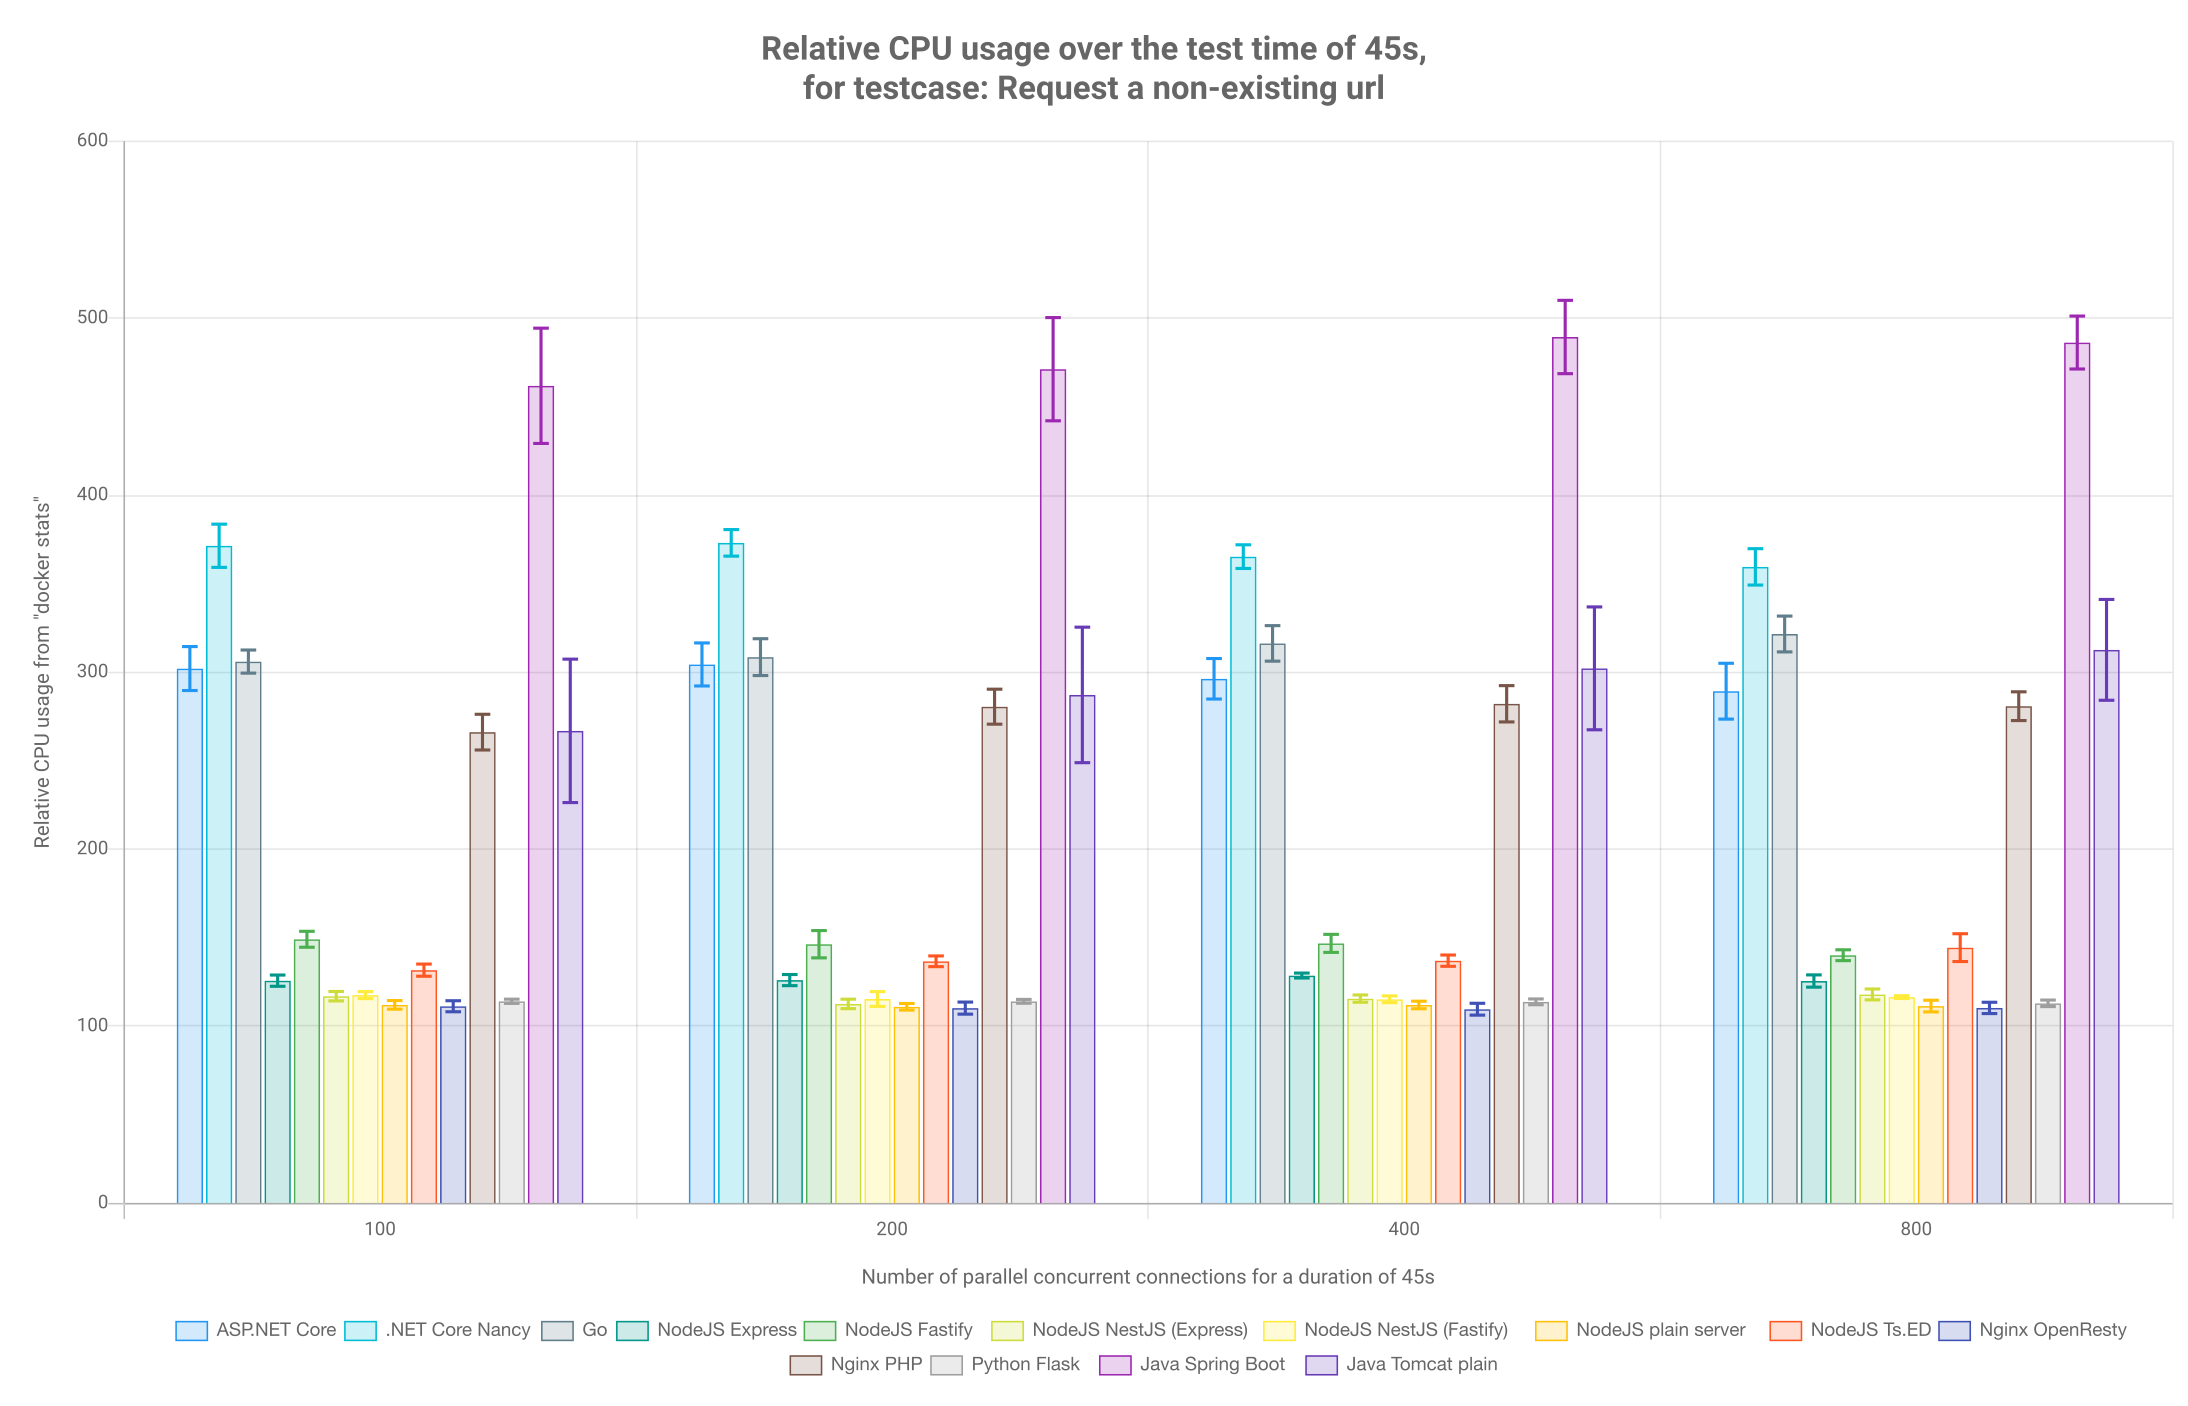 Relative CPU usage over the test time of 45s,
for testcase: Request a non-existing url
600
500
400
300
200
100
0
Relative CPU usage from "docker stats"
100 200 400 800
Number of parallel concurrent connections for a duration of 45s
ASP.NET Core .NET Core Nancy Go NodeJS Express NodeJS Fastify NodeJS NestJS (Express) NodeJS NestJS (Fastify) NodeJS plain server NodeJS Ts.ED Nginx OpenResty
Nginx PHP Python Flask Java Spring Boot Java Tomcat plain